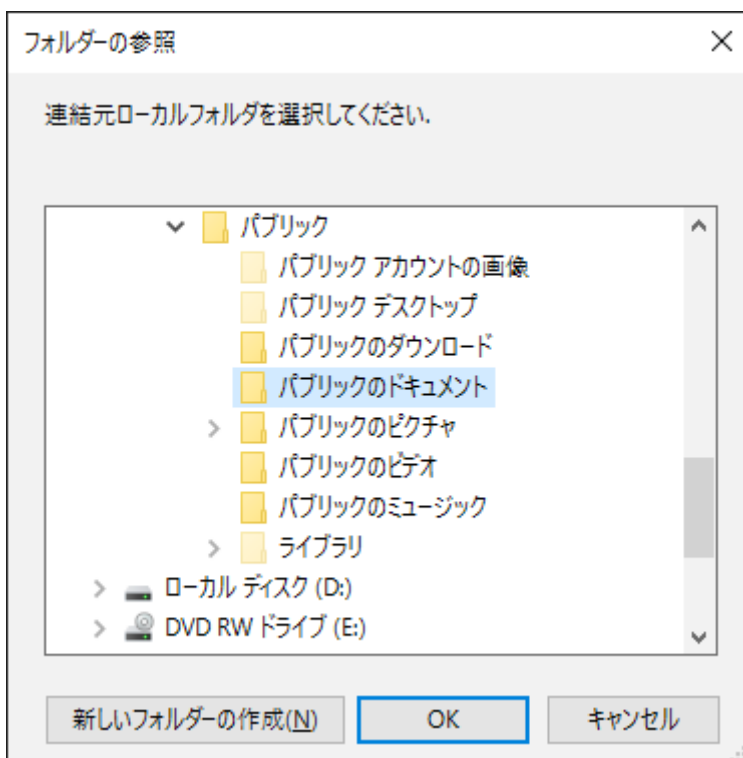 フォルダーの参照
連結元ローカルフォルダを選択してください.
パブリック
パブリック アカウントの画像
パブリック デスクトップ
パブリックのダウンロード
パブリックのドキュメント
パブリックのピクチャ
パブリックのビデオ
パブリックのミュージック
ライブラリ
ローカル ディスク (D:)
DVD RW ドライブ (E:)
新しいフォルダーの作成(N) OK キャンセル